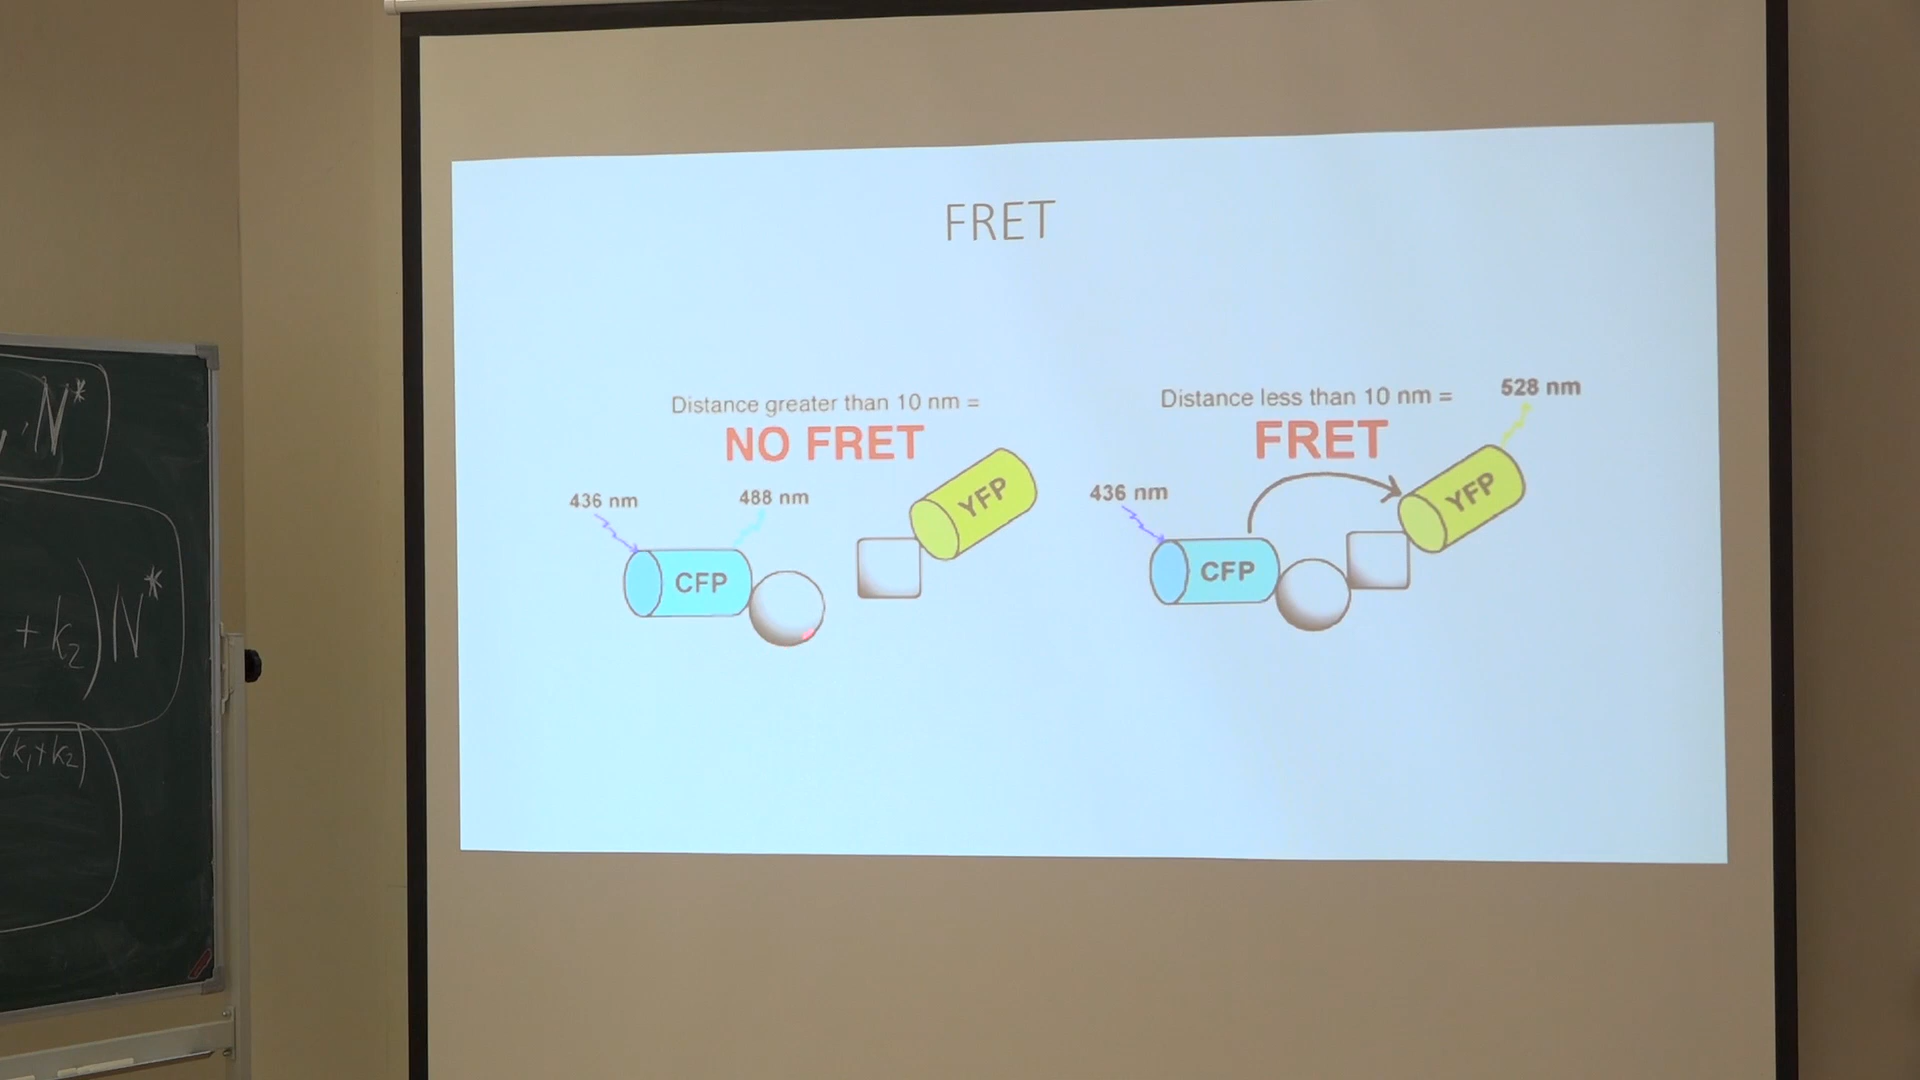 , N*
+ k₂) N*
(k₁+k₂)
FRET
Distance greater than 10 nm =
NO FRET
436 nm
488 nm
CFP
YFP
Distance less than 10 nm =
FRET
528 nm
436 nm
CFP
YFP